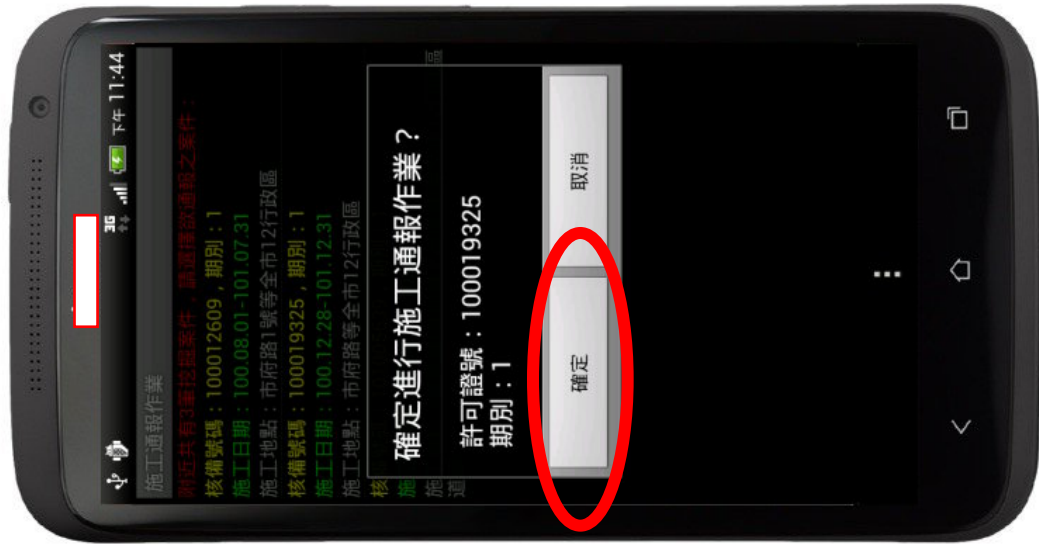 3G 下午 11:44
施工通報作業
附近共有3筆挖掘案件，請選擇欲通報之案件：
核備號碼：100012609，期別：1
施工日期：100.08.01-101.07.31
施工地點：市府路1號等全市12行政區
核備號碼：100019325，期別：1
施工日期：100.12.28-101.12.31
施工地點：市府路等全市12行政區
核
施
施
區
道
確定進行施工通報作業？
許可證號：100019325
期別：1
確定
取消